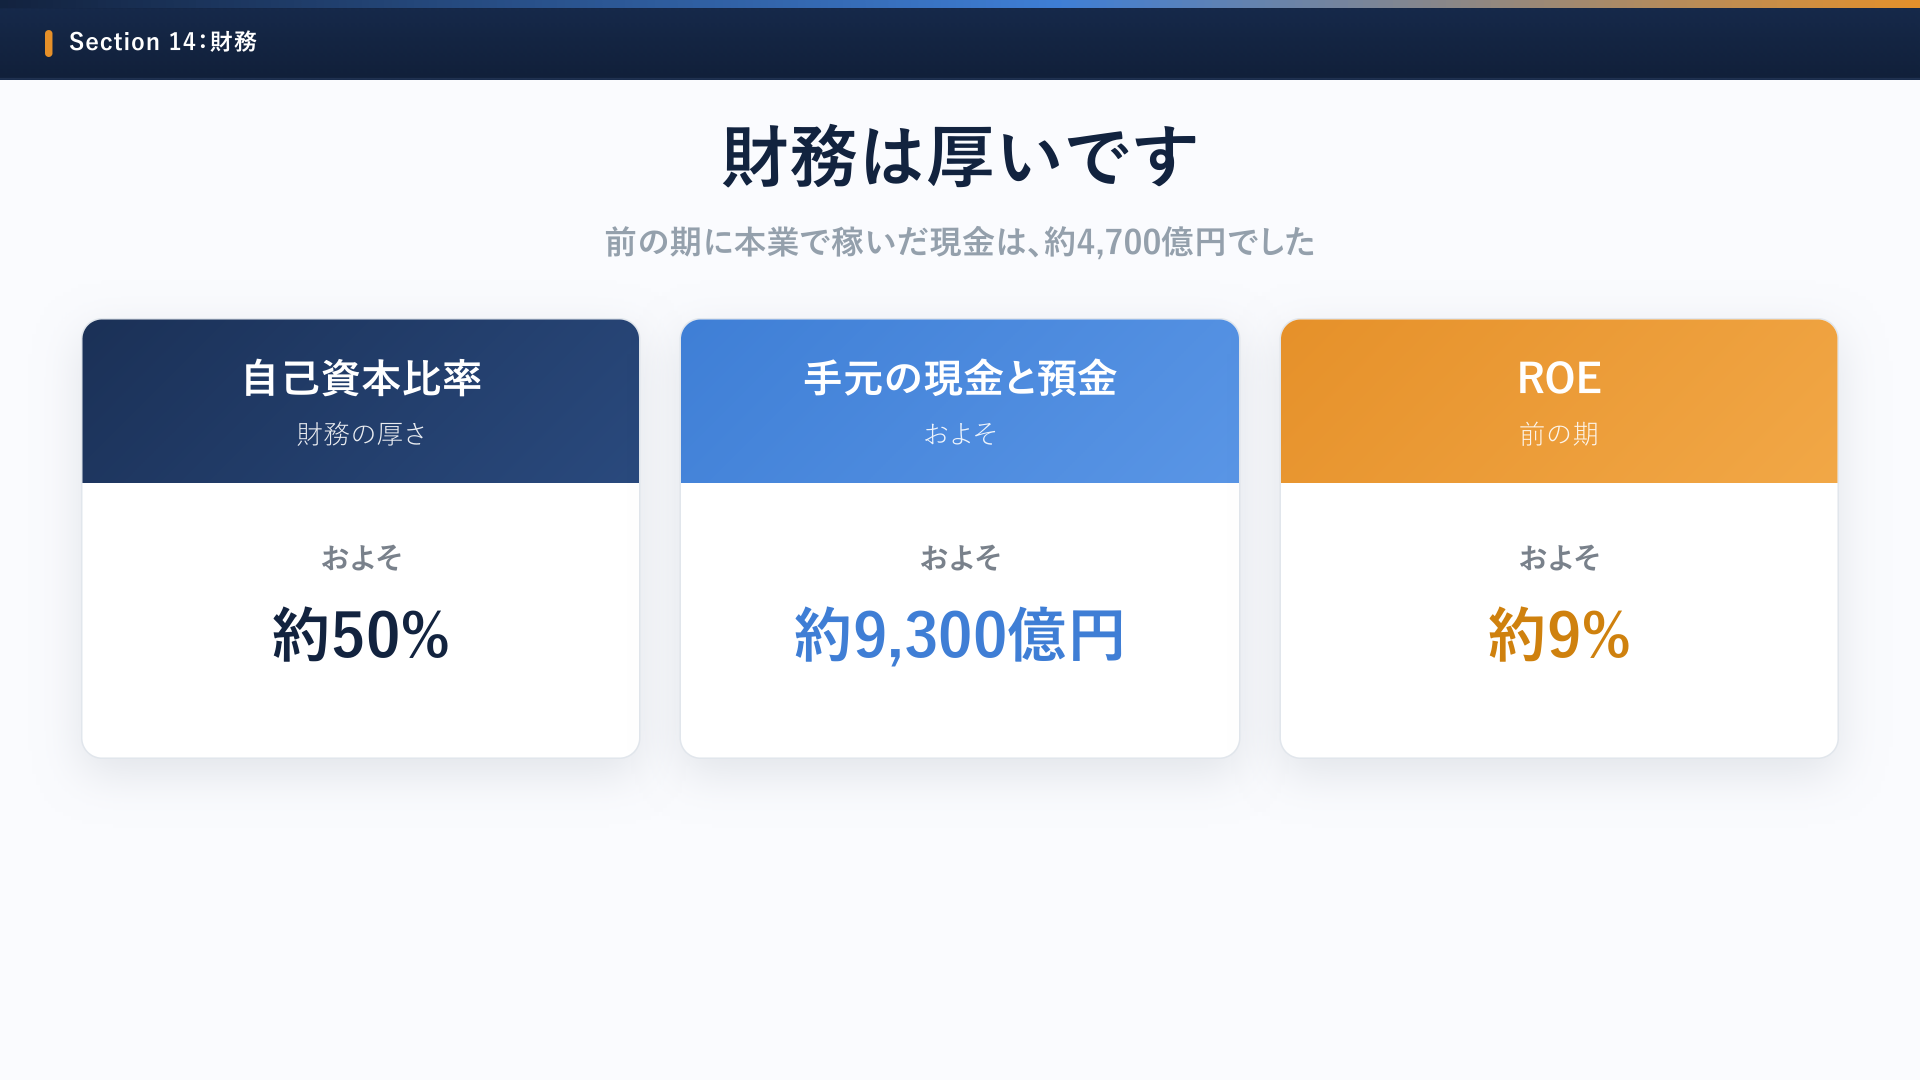 Section 14：財務
財務は厚いです
前の期に本業で稼いだ現金は、約4,700億円でした
自己資本比率
財務の厚さ
およそ
約50%
手元の現金と預金
およそ
およそ
約9,300億円
ROE
前の期
およそ
約9%